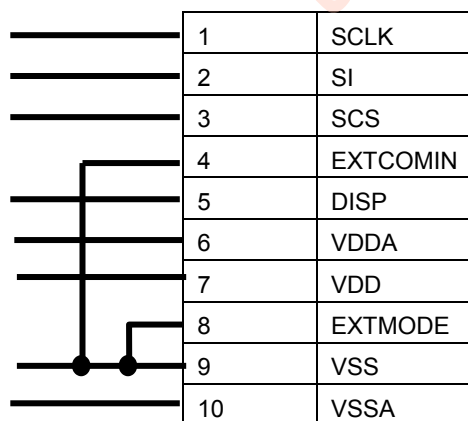 1 SCLK
2 SI
3 SCS
4 EXTCOMIN
5 DISP
6 VDDA
7 VDD
8 EXTMODE
9 VSS
10 VSSA